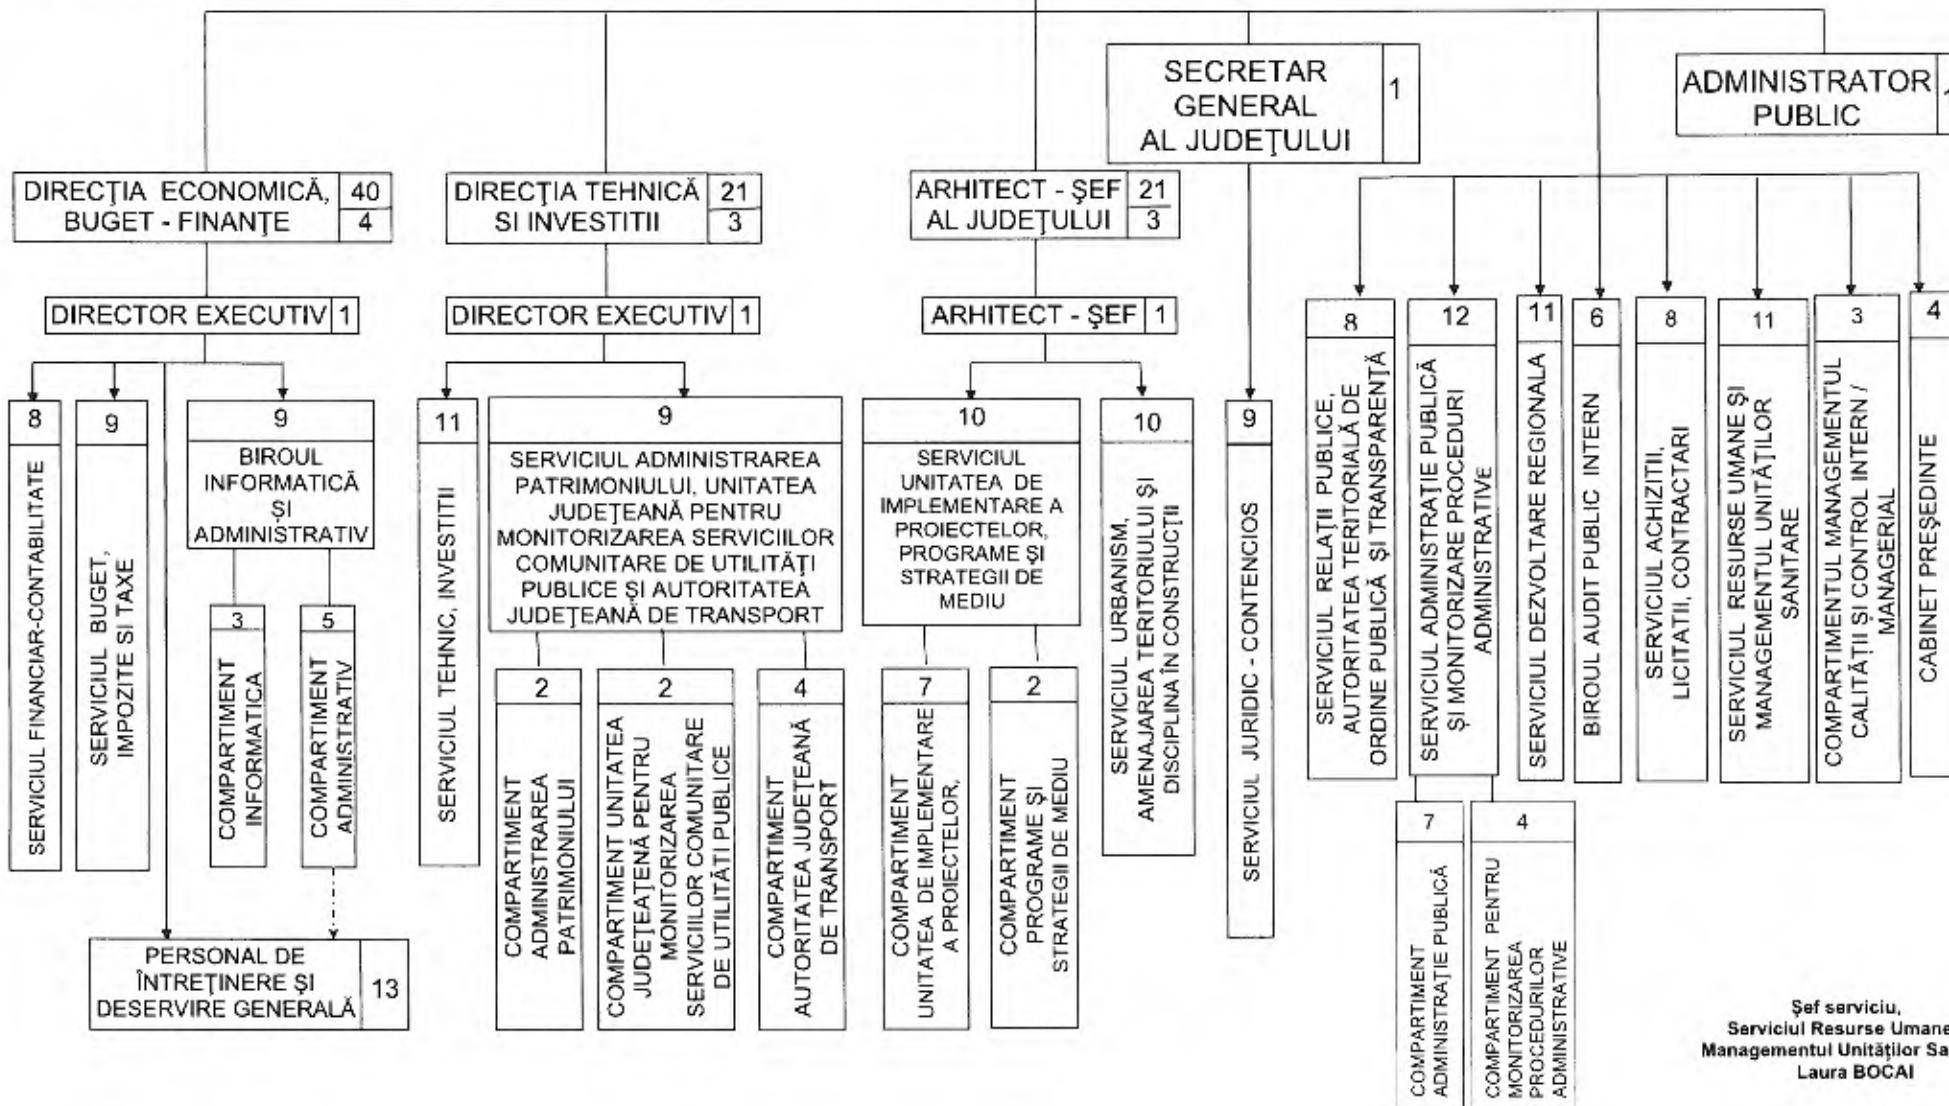 SECRETAR
GENERAL
AL JUDEŢULUI
1
ADMINISTRATOR
PUBLIC
DIRECŢIA ECONOMICĂ,
BUGET - FINANŢE
40
4
DIRECŢIA TEHNICĂ
SI INVESTITII
21
3
ARHITECT - ŞEF
AL JUDEŢULUI
21
3
DIRECTOR EXECUTIV 1
DIRECTOR EXECUTIV 1
ARHITECT - ŞEF 1
8
SERVICIUL FINANCIAR-CONTABILITATE
9
SERVICIUL BUGET,
IMPOZITE SI TAXE
9
BIROUL
INFORMATICĂ
ŞI
ADMINISTRATIV
3
COMPARTIMENT
INFORMATICA
5
COMPARTIMENT
ADMINISTRATIV
PERSONAL DE
ÎNTREŢINERE ŞI
DESERVIRE GENERALĂ
13
11
SERVICIUL TEHNIC, INVESTITII
9
SERVICIUL ADMINISTRAREA
PATRIMONIULUI, UNITATEA
JUDEŢEANĂ PENTRU
MONITORIZAREA SERVICIILOR
COMUNITARE DE UTILITĂŢI
PUBLICE ŞI AUTORITATEA
JUDEŢEANĂ DE TRANSPORT
2
COMPARTIMENT
ADMINISTRAREA
PATRIMONIULUI
2
COMPARTIMENT UNITATEA
JUDEŢEANĂ PENTRU
MONITORIZAREA
SERVICIILOR COMUNITARE
DE UTILITĂŢI PUBLICE
4
COMPARTIMENT
AUTORITATEA JUDEŢEANĂ
DE TRANSPORT
10
SERVICIUL
UNITATEA DE
IMPLEMENTARE A
PROIECTELOR,
PROGRAME ŞI
STRATEGII DE
MEDIU
7
COMPARTIMENT
UNITATEA DE IMPLEMENTARE
A PROIECTELOR,
2
COMPARTIMENT
PROGRAME ŞI
STRATEGII DE MEDIU
10
SERVICIUL URBANISM,
AMENAJAREA TERITORIULUI ŞI
DISCIPLINA ÎN CONSTRUCŢII
9
SERVICIUL JURIDIC - CONTENCIOS
8
SERVICIUL RELAŢII PUBLICE,
AUTORITATEA TERITORIALĂ DE
ORDINE PUBLICĂ ŞI TRANSPARENŢĂ
12
SERVICIUL ADMINISTRAŢIE PUBLICĂ
ŞI MONITORIZARE PROCEDURI
ADMINISTRATIVE
7
COMPARTIMENT
ADMINISTRAŢIE PUBLICĂ
4
COMPARTIMENT PENTRU
MONITORIZAREA
PROCEDURILOR
ADMINISTRATIVE
11
SERVICIUL DEZVOLTARE REGIONALA
6
BIROUL AUDIT PUBLIC INTERN
8
SERVICIUL ACHIZITII,
LICITATII, CONTRACTARI
11
SERVICIUL RESURSE UMANE ŞI
MANAGEMENTUL UNITĂŢILOR
SANITARE
3
COMPARTIMENTUL MANAGEMENTUL
CALITĂŢII ŞI CONTROL INTERN /
MANAGERIAL
4
CABINET PREŞEDINTE
Şef serviciu,
Serviciul Resurse Umane
Managementul Unităţilor Sa
Laura BOCAI